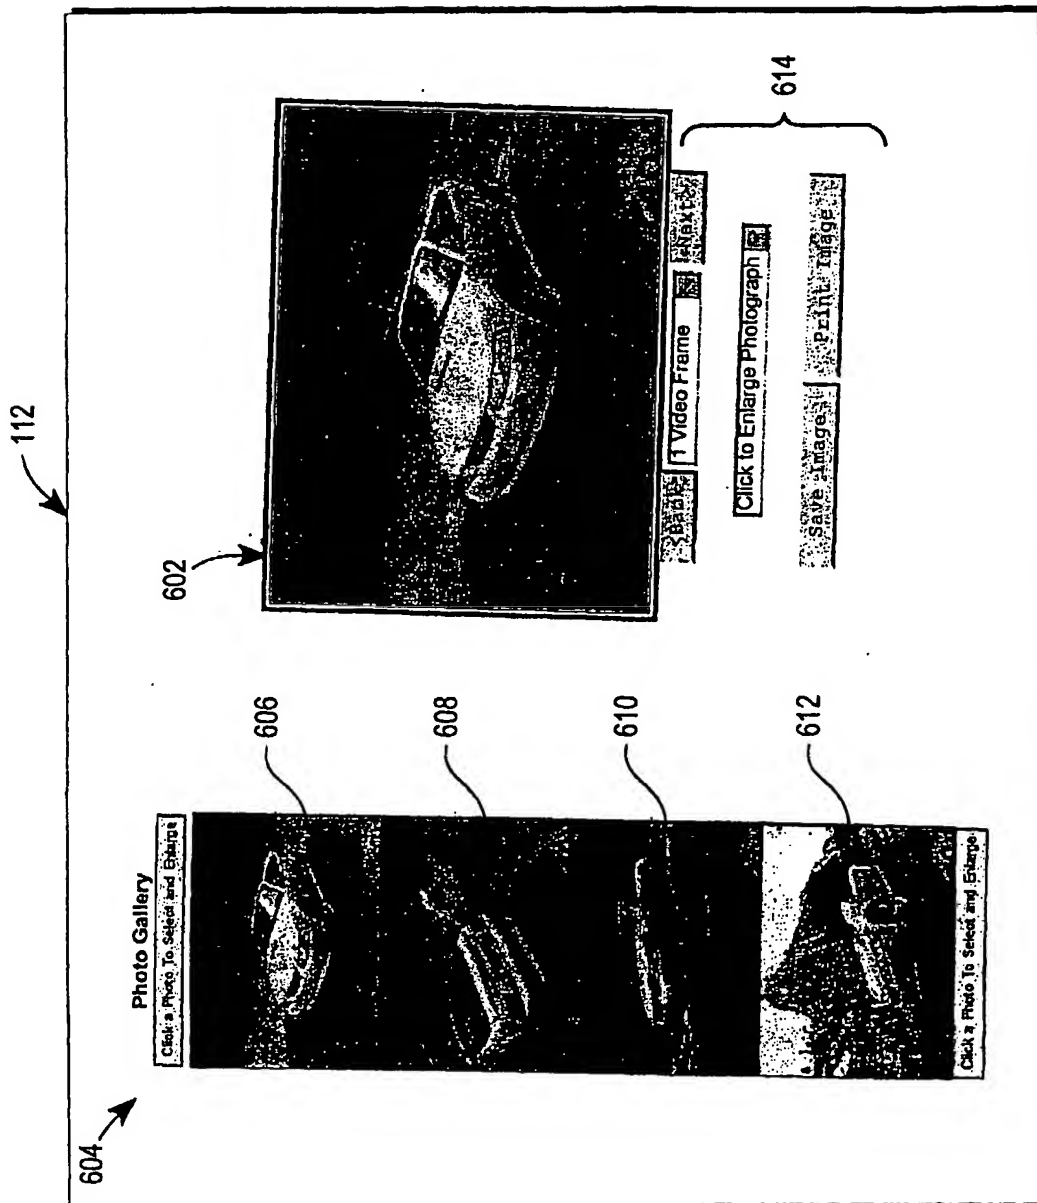 112
604
Photo Gallery
Click a Photo To Select and Enlarge
606
608
610
612
Click a Photo To Select and Enlarge
602
<Back
1 Video Frame
Next>
Click to Enlarge Photograph
Save Image
Print Image
614